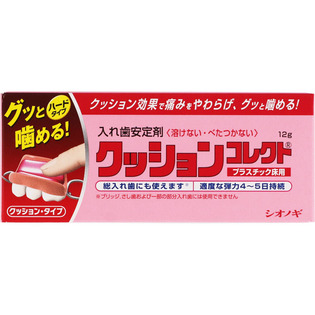 グッと
ハード
タイプ
噛める!
クッション・タイプ
クッション効果で痛みをやわらげ、グッと噛める!
入れ歯安定剤〈溶けない・べたつかない〉
12g
クッションコレクト®
プラスチック床用
総入れ歯にも使えます※
適度な弾力4～5日持続
※ブリッジ、さし歯および一部の部分入れ歯には使用できません
シオノギ